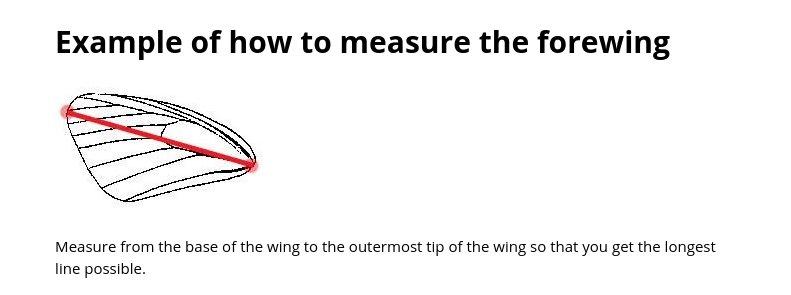 Example of how to measure the forewing
Measure from the base of the wing to the outermost tip of the wing so that you get the longest
line possible.